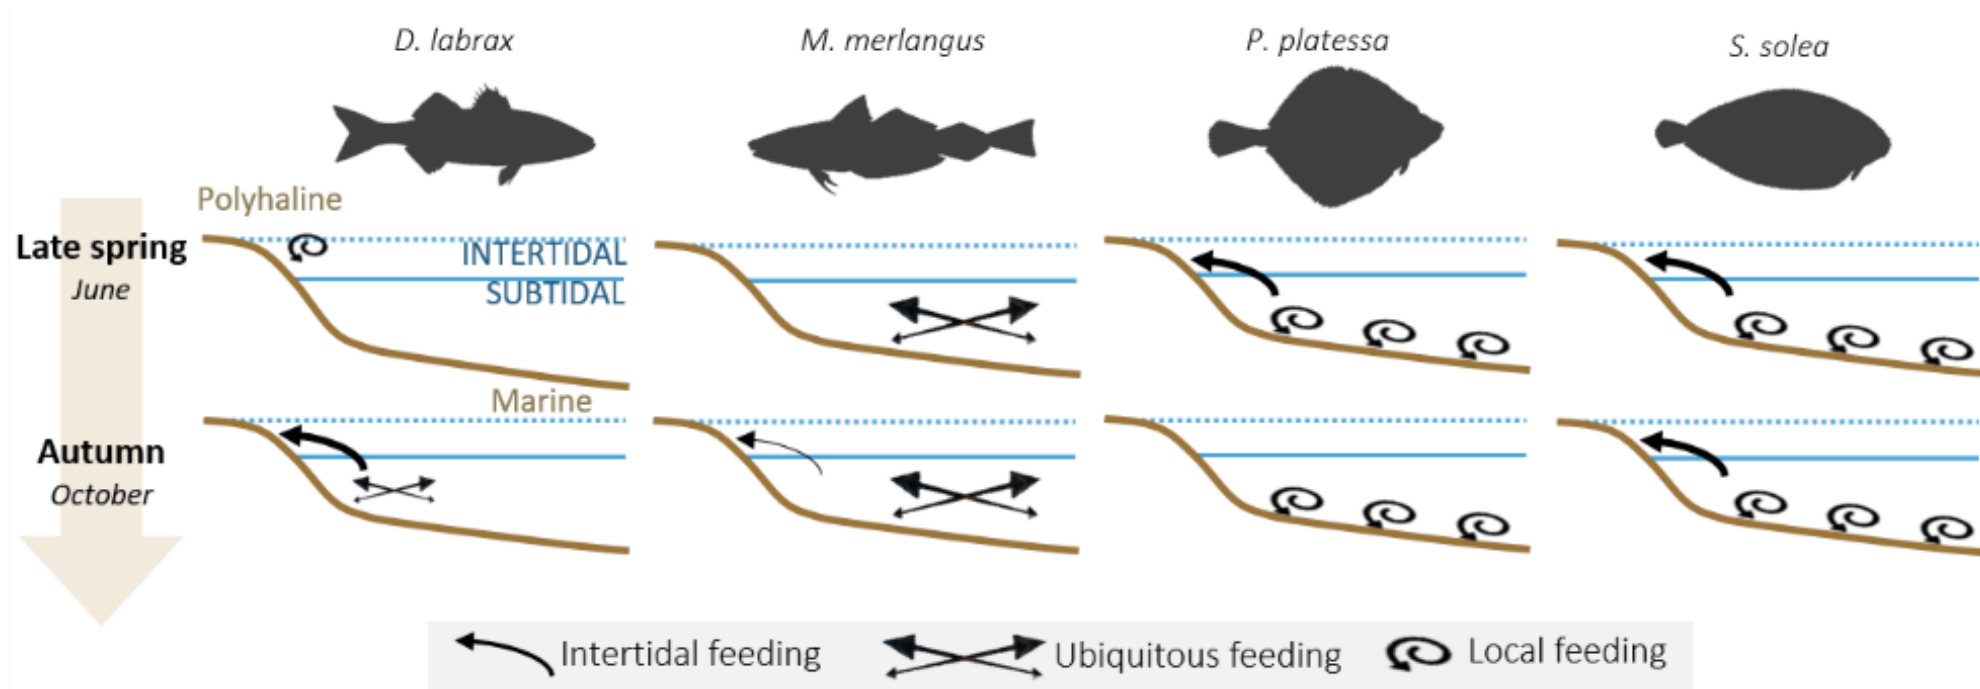 D. labrax
M. merlangus
P. platessa
S. solea
Polyhaline
Late spring
June
INTERTIDAL
SUBTIDAL
Marine
Autumn
October
Intertidal feeding
Ubiquitous feeding
Local feeding